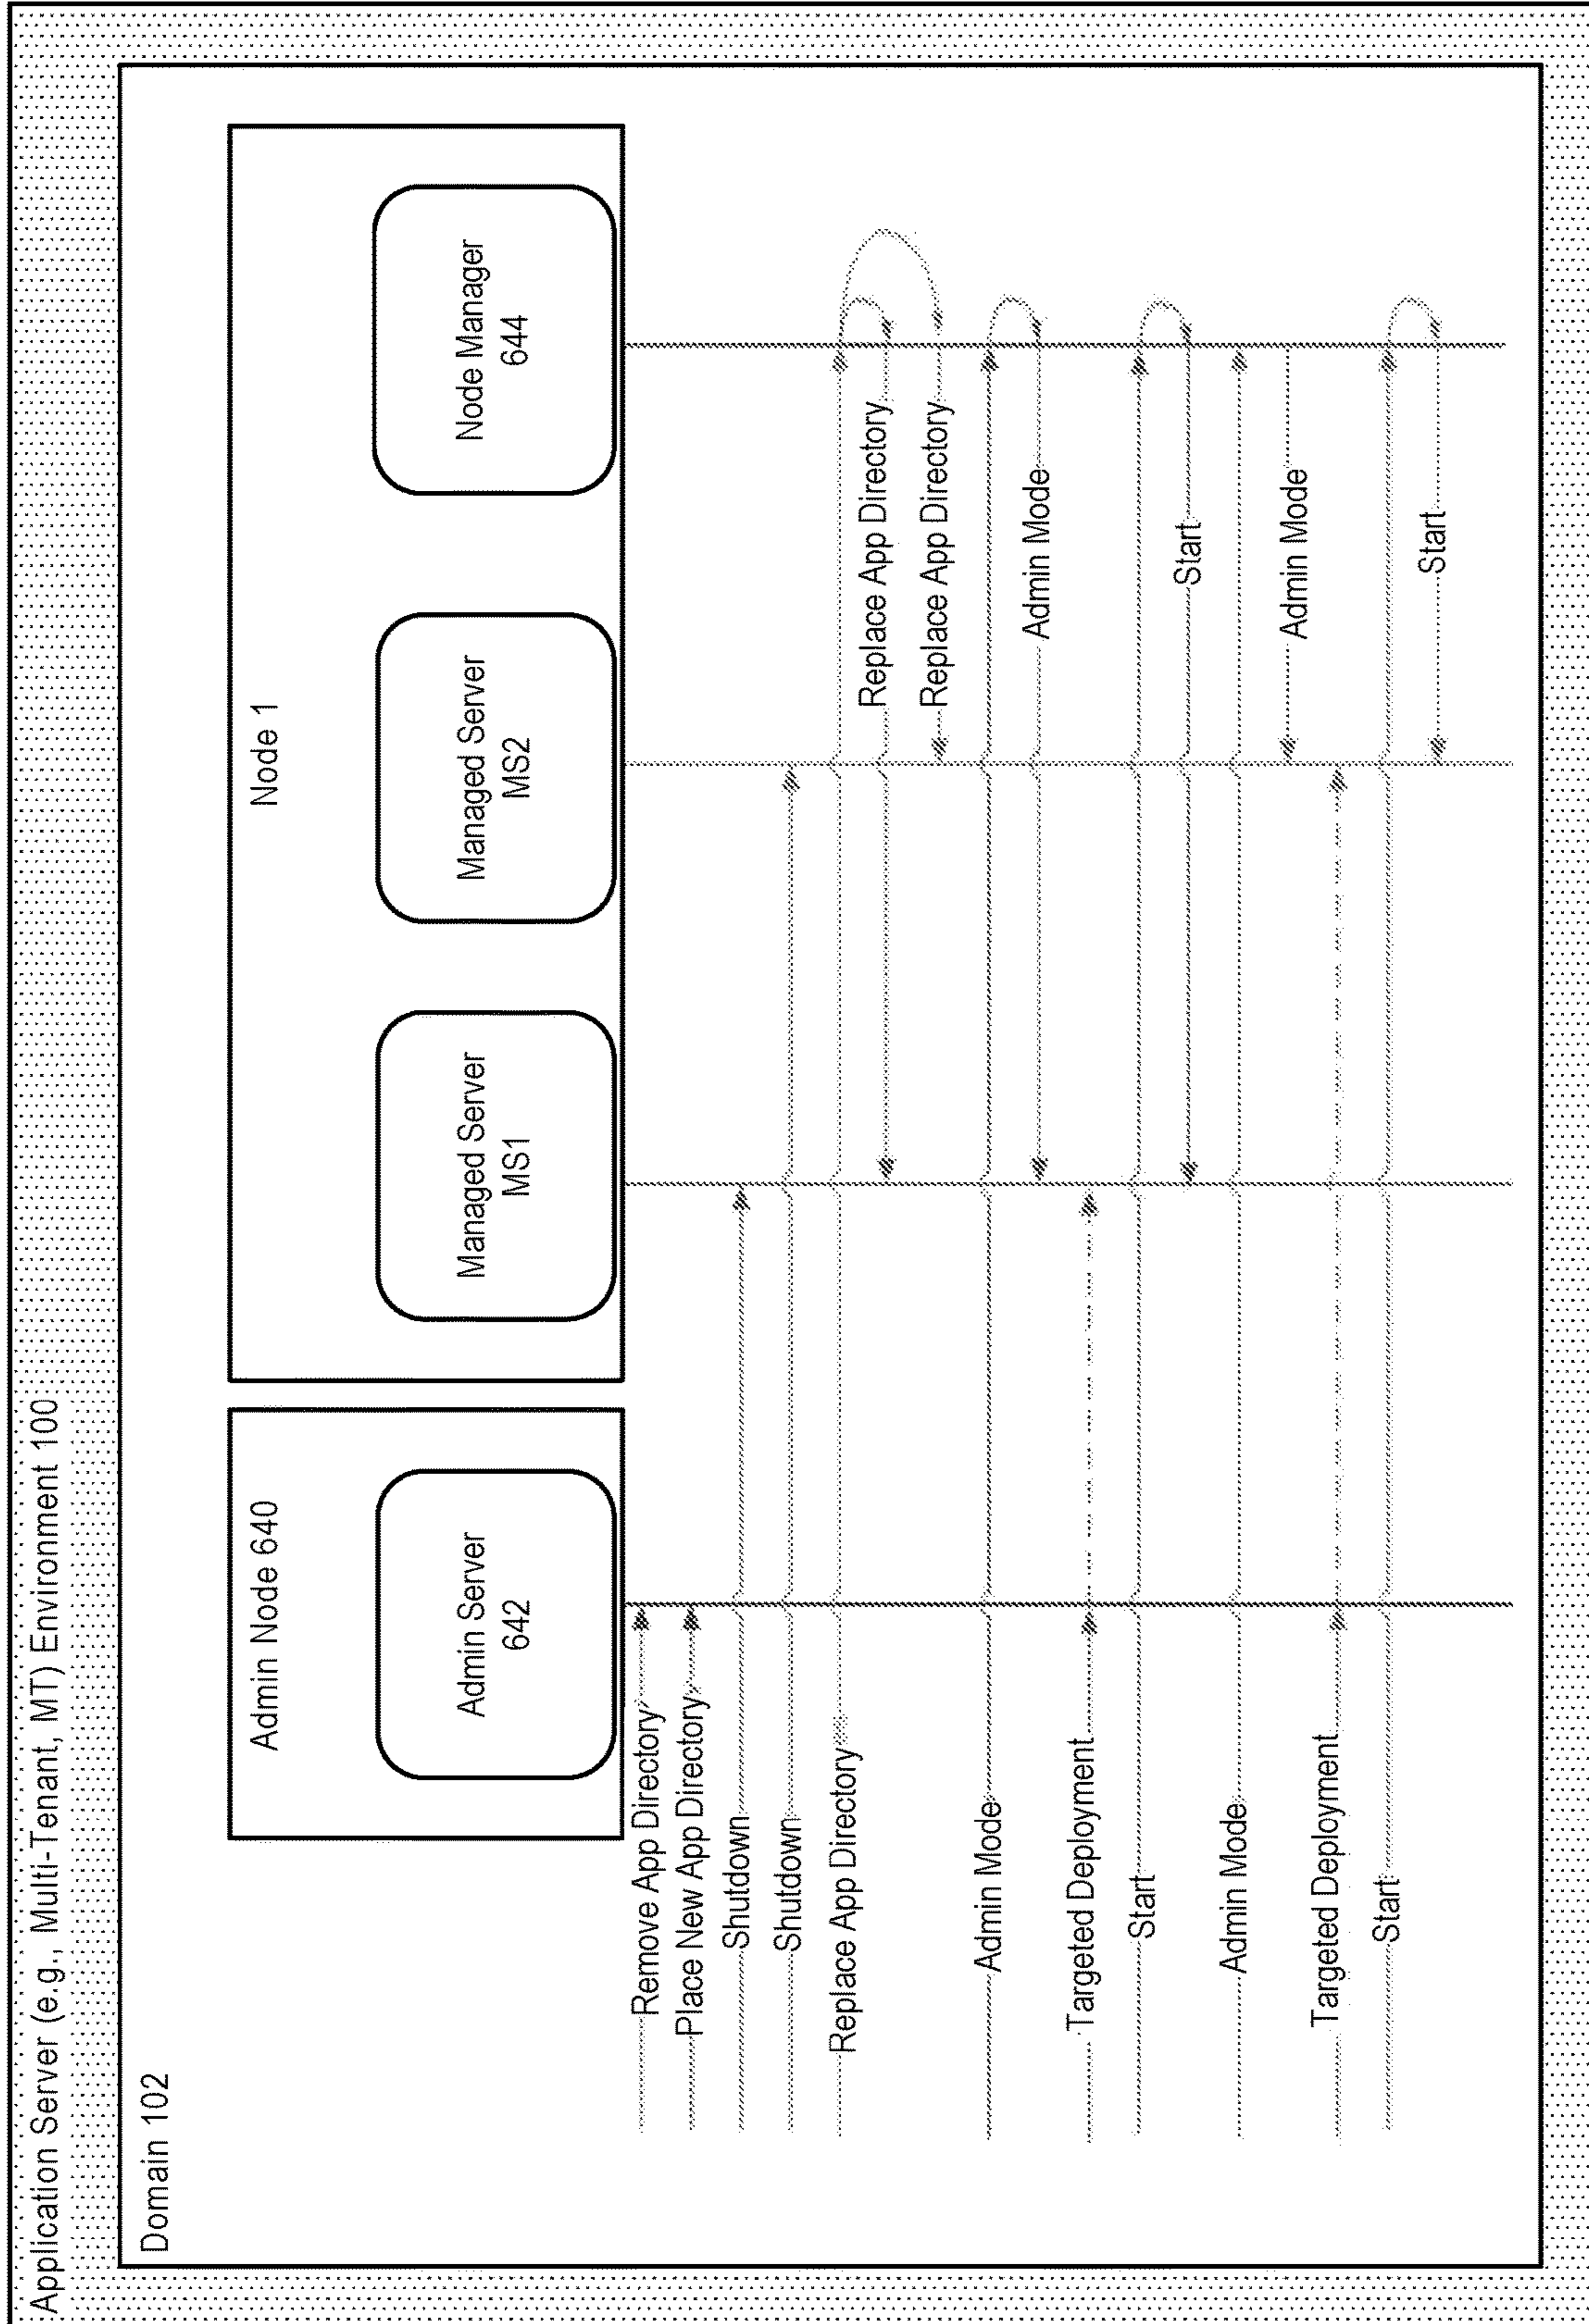 Application Server (e.g., Multi-Tenant, MT) Environment 100
Domain 102
Admin Node 640
Node 1
Admin Server
642
Managed Server
MS1
Managed Server
MS2
Node Manager
644
Remove App Directory
Place New App Directory
Shutdown
Shutdown
Replace App Directory
Replace App Directory
Replace App Directory
Admin Mode
Admin Mode
Targeted Deployment
Start
Start
Admin Mode
Admin Mode
Targeted Deployment
Start
Start